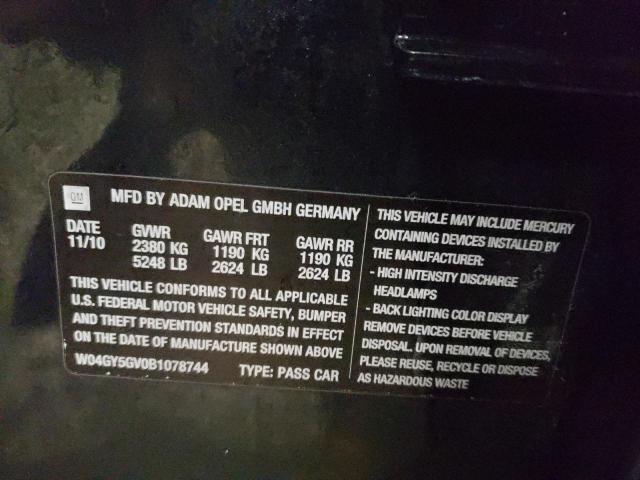 GM
MFD BY ADAM OPEL GMBH GERMANY
DATE GVWR GAWR FRT GAWR RR
11/10 2380 KG 1190 KG 1190 KG
5248 LB 2624 LB 2624 LB
THIS VEHICLE CONFORMS TO ALL APPLICABLE
U.S. FEDERAL MOTOR VEHICLE SAFETY, BUMPER
AND THEFT PREVENTION STANDARDS IN EFFECT
ON THE DATE OF MANUFACTURE SHOWN ABOVE
W04GY5GV0B1078744 TYPE: PASS CAR
THIS VEHICLE MAY INCLUDE MERCURY
CONTAINING DEVICES INSTALLED BY
THE MANUFACTURER:
- HIGH INTENSITY DISCHARGE
HEADLAMPS
- BACK LIGHTING COLOR DISPLAY
REMOVE DEVICES BEFORE VEHICLE
DISPOSAL. UPON REMOVAL OF DEVICES,
PLEASE REUSE, RECYCLE OR DISPOSE
AS HAZARDOUS WASTE